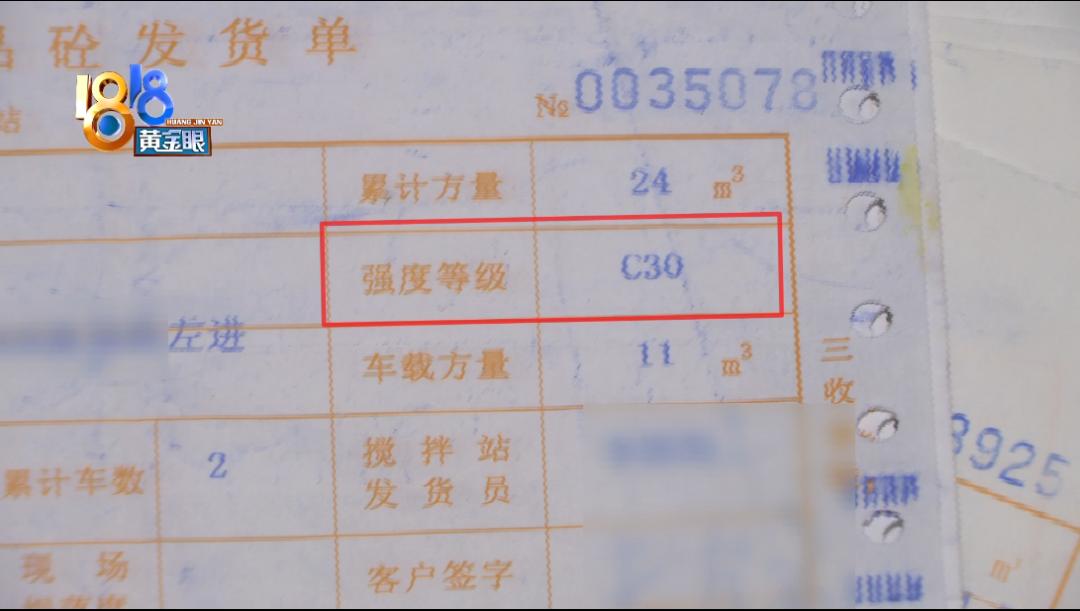 品砼发货单
1818
HUANG JIN YAN
黄金眼
№0035078
站
累计方量 24 m³
强度等级 C30
左进
车载方量 11 m³
三
收
累计车数 2
搅拌站
发货员
8925
现场
客户签字
m³